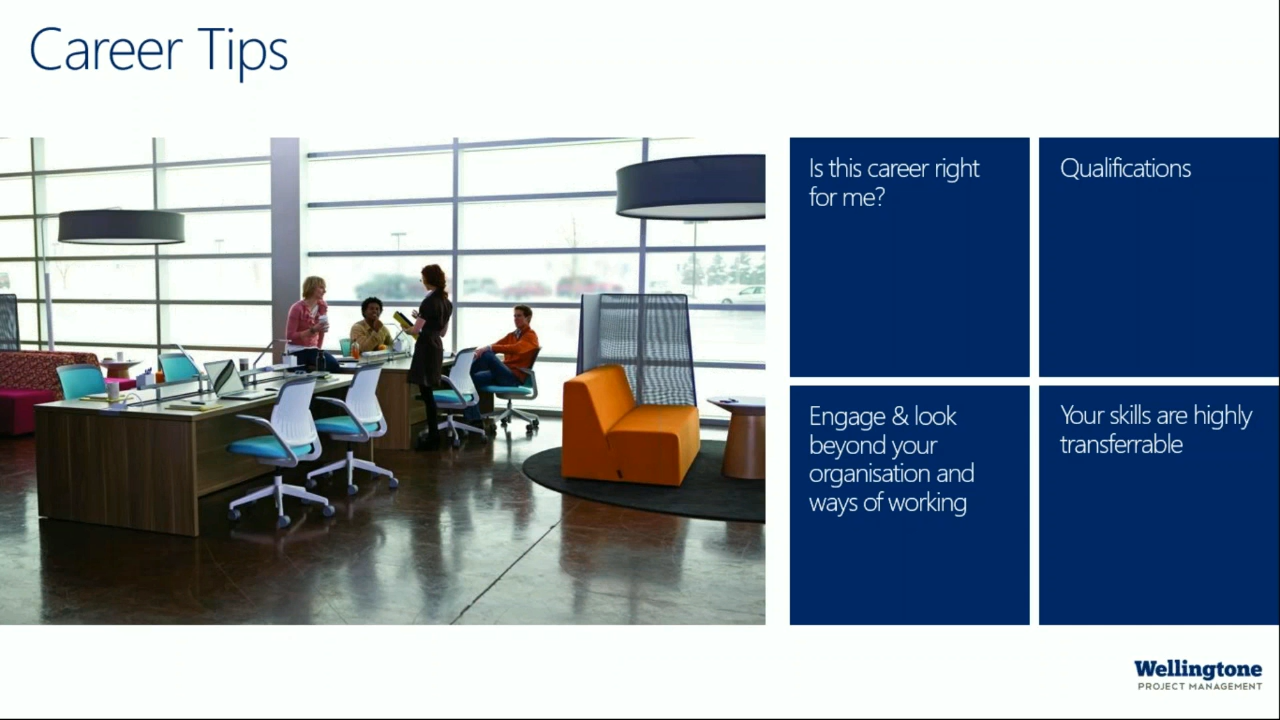 Career Tips
Is this career right
for me?
Qualifications
Engage & look
beyond your
organisation and
ways of working
Your skills are highly
transferrable
Wellingtone
PROJECT MANAGEMENT